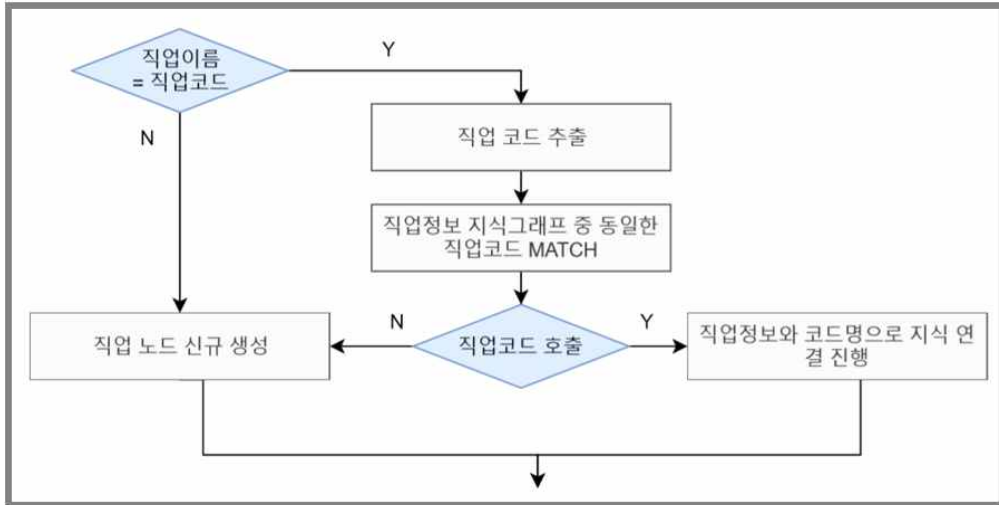 직업이름
= 직업코드
Y
N
직업 코드 추출
직업정보 지식그래프 중 동일한
직업코드 MATCH
직업 노드 신규 생성
N
직업코드 호출
Y
직업정보와 코드명으로 지식 연
결 진행